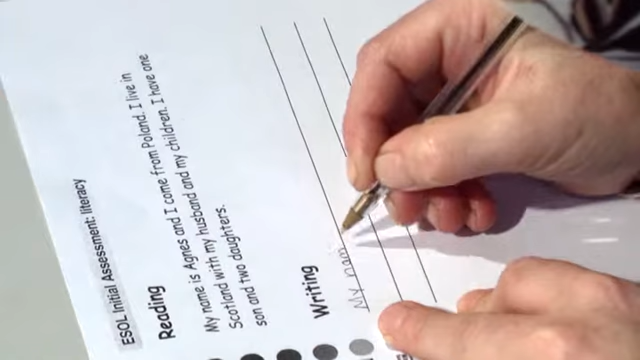 ESOL Initial Assessment: literacy
Reading
My name is Agnes and I come from Poland. I live in
Scotland with my husband and my children. I have one
son and two daughters.
Writing
My nam